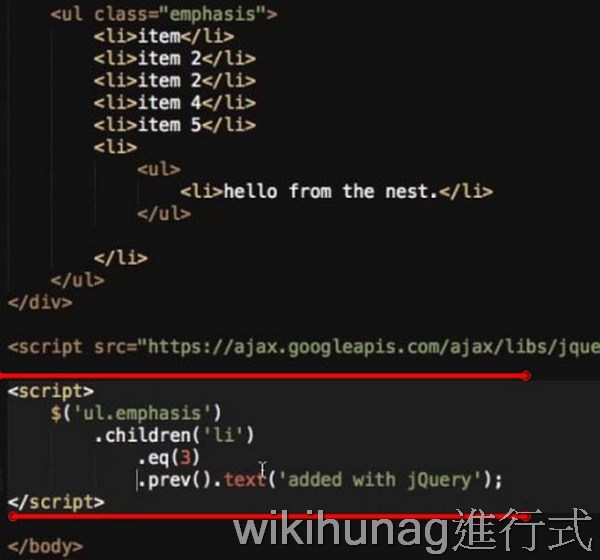 <ul class="emphasis">
<li>item</li>
<li>item 2</li>
<li>item 2</li>
<li>item 4</li>
<li>item 5</li>
<li>
<ul>
<li>hello from the nest.</li>
</ul>
</li>
</ul>
</div>
<script src="https://ajax.googleapis.com/ajax/libs/jque
<script>
$('ul.emphasis')
.children('li')
.eq(3)
.prev().text('added with jQuery');
</script>
wikihunag進行式
</body>